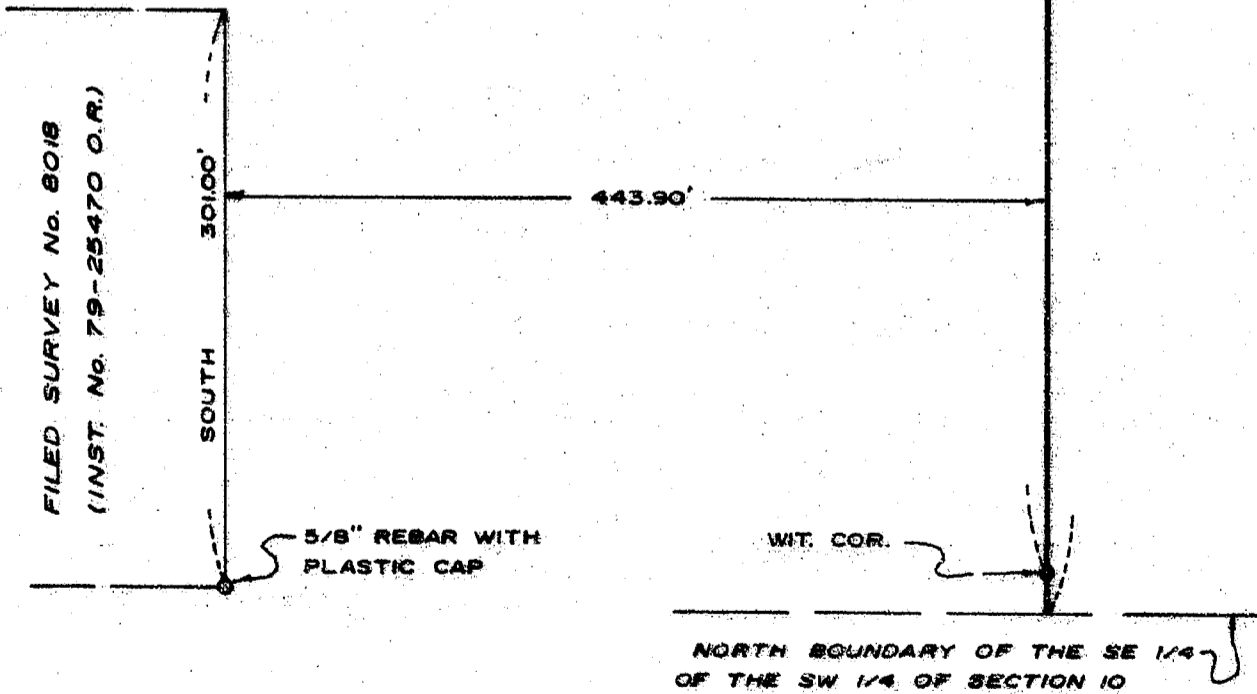 FILED SURVEY No. 8018
(INST. No. 79-25470 O.R.)
SOUTH 301.00'
443.90'
5/8" REBAR WITH
PLASTIC CAP
WIT. COR.
NORTH BOUNDARY OF THE SE 1/4
OF THE SW 1/4 OF SECTION 10